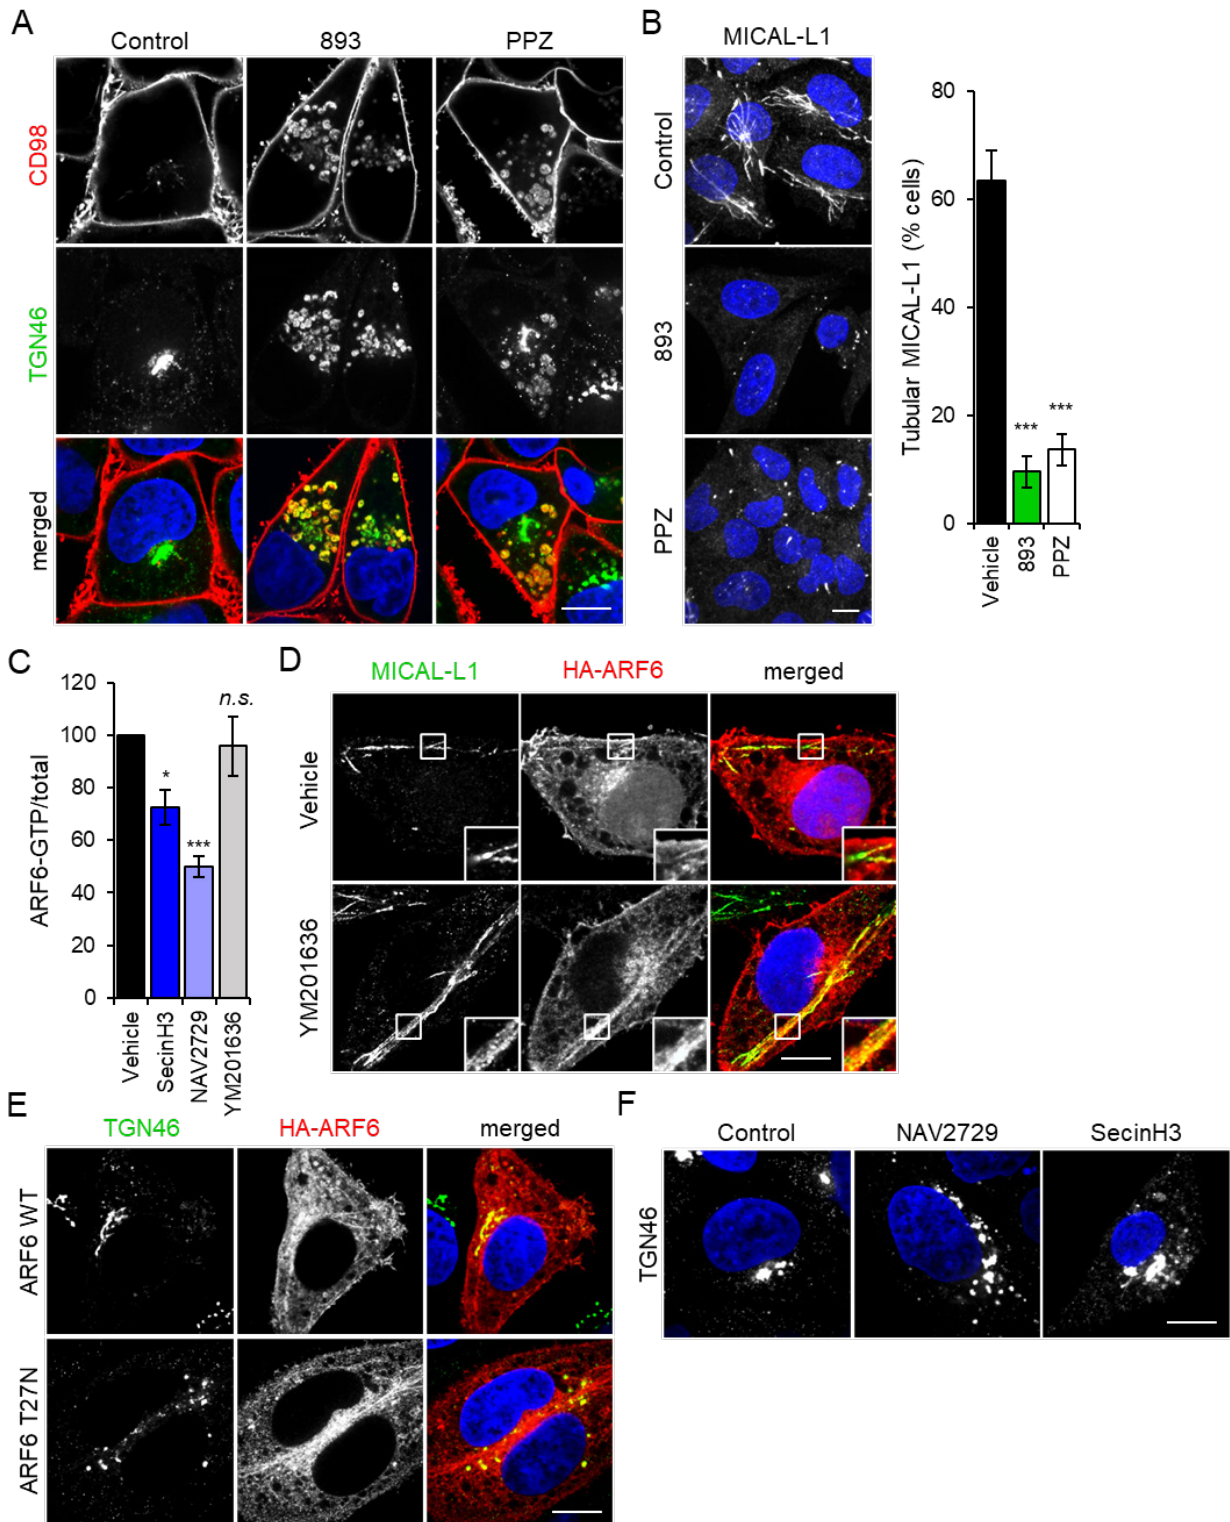 A
Control
893
PPZ
CD98
TGN46
merged
B
MICAL-L1
Control
893
PPZ
Tubular MICAL-L1 (% cells)
80
60
40
20
0
***
***
Vehicle
893
PPZ
C
ARF6-GTP/total
120
100
80
60
40
20
0
*
***
n.s.
Vehicle
SecinH3
NAV2729
YM201636
D
MICAL-L1
HA-ARF6
merged
Vehicle
YM201636
E
TGN46
HA-ARF6
merged
ARF6 WT
ARF6 T27N
F
Control
NAV2729
SecinH3
TGN46